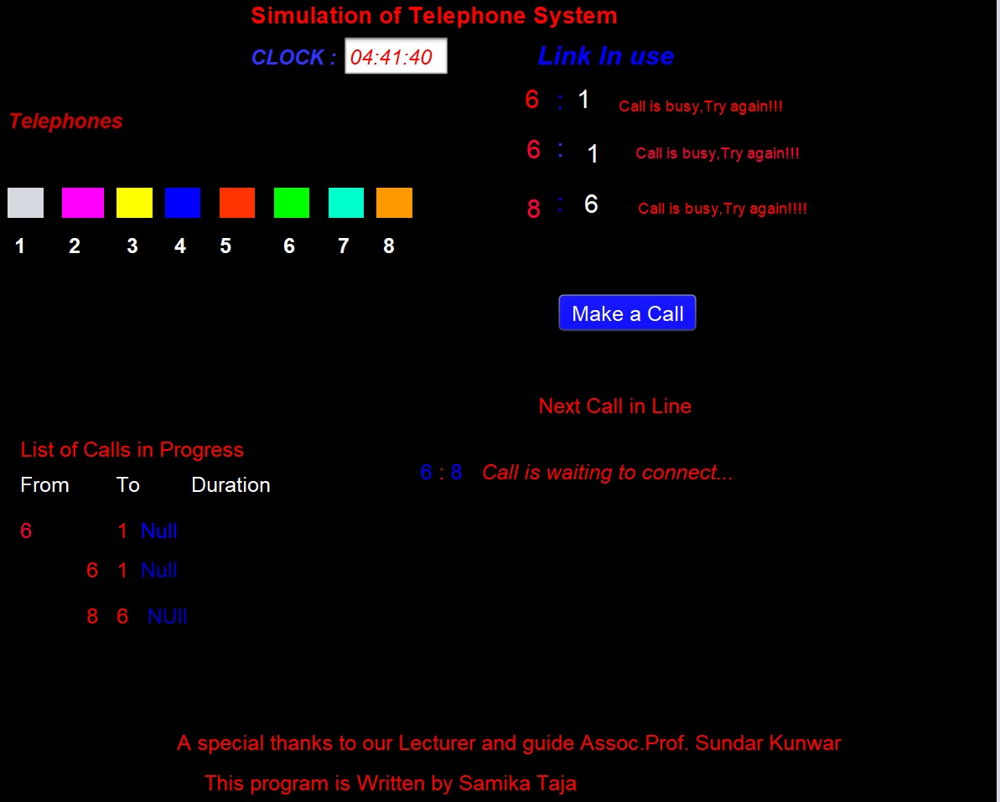 Simulation of Telephone System
CLOCK : 04:41:40
Link In use
6 : 1 Call is busy,Try again!!!
6 : 1 Call is busy,Try again!!!
8 : 6 Call is busy,Try again!!!!
Telephones
1 2 3 4 5 6 7 8
Make a Call
Next Call in Line
6 : 8 Call is waiting to connect...
List of Calls in Progress
From To Duration
6 1 Null
6 1 Null
8 6 NUll
A special thanks to our Lecturer and guide Assoc.Prof. Sundar Kunwar
This program is Written by Samika Taja